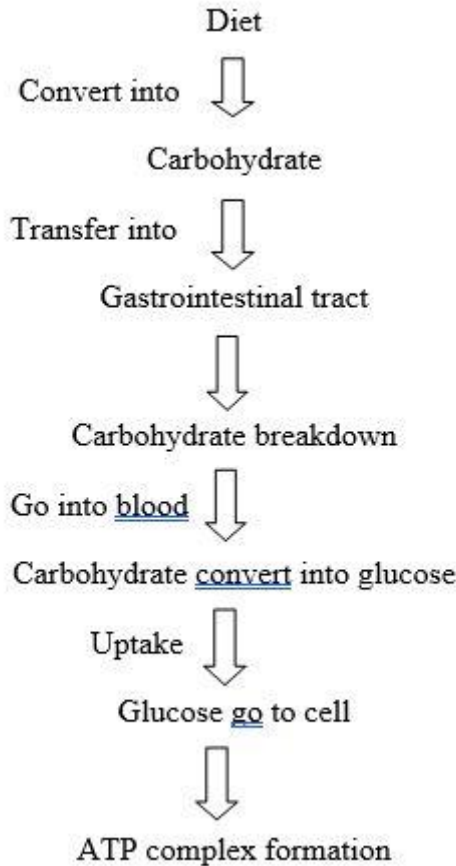 Diet
Convert into
Carbohydrate
Transfer into
Gastrointestinal tract
Carbohydrate breakdown
Go into blood
Carbohydrate convert into glucose
Uptake
Glucose go to cell
ATP complex formation